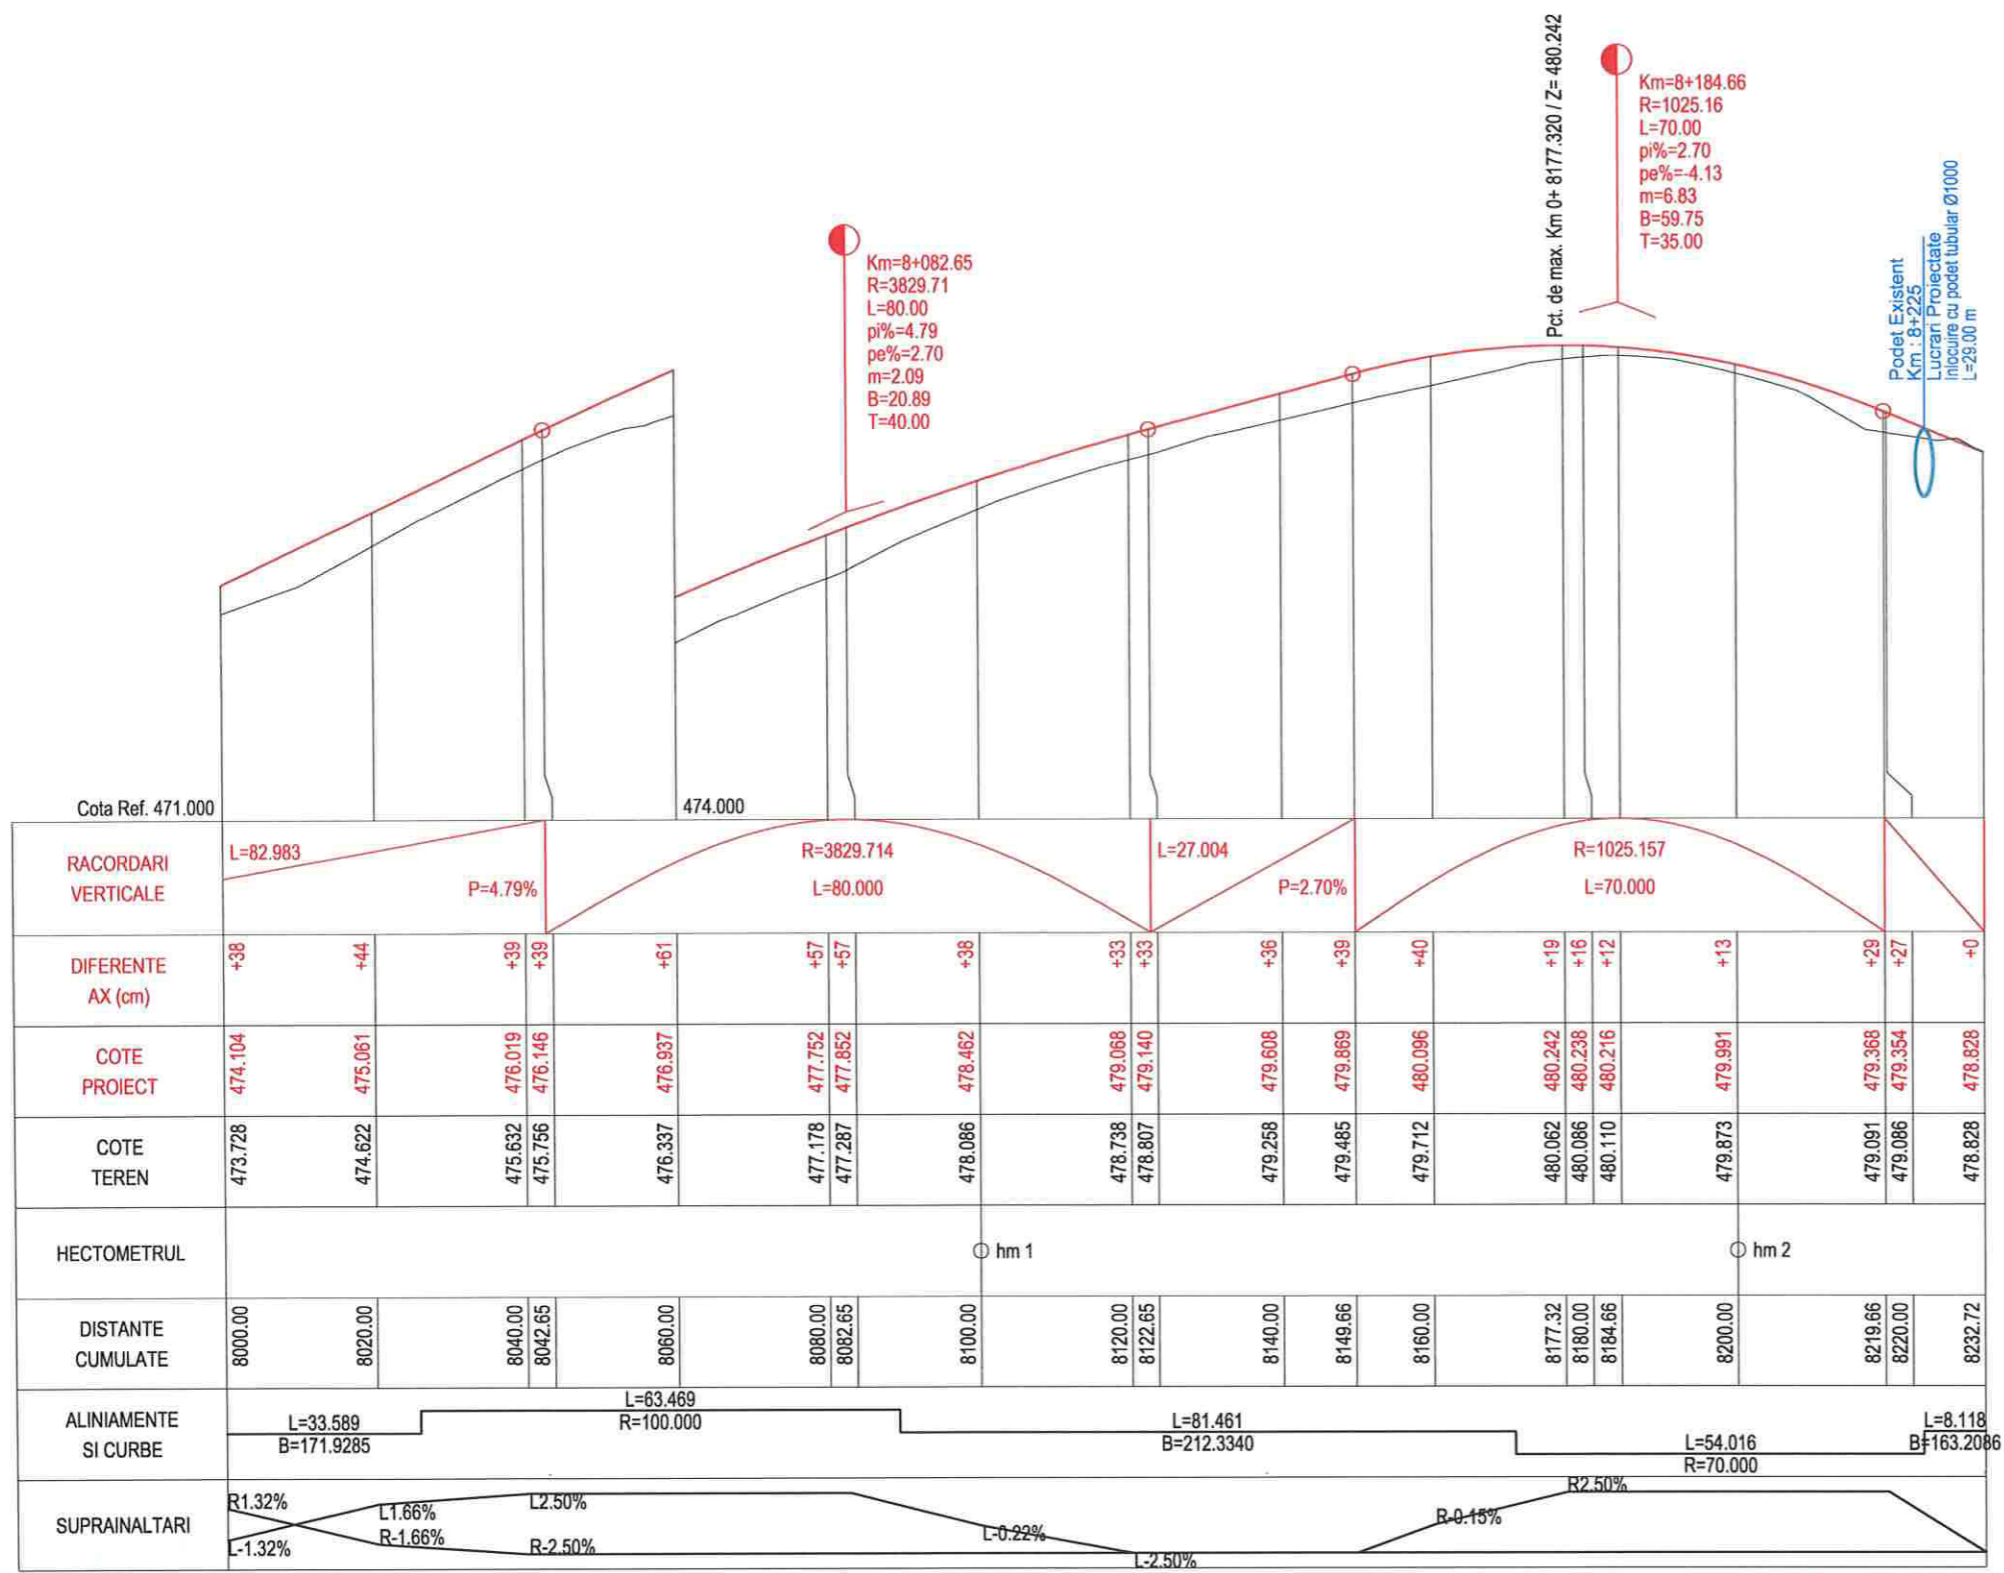 Pct. de max. Km 0+ 8177.320 / Z= 480.242
Km=8+184.66
R=1025.16
L=70.00
pi%=2.70
pe%=-4.13
m=6.83
B=59.75
T=35.00
Km=8+082.65
R=3829.71
L=80.00
pi%=4.79
pe%=2.70
m=2.09
B=20.89
T=40.00
Podet Existent
Km : 8+225
Lucrari Proiectate
Inlocuire cu podet tubular Ø1000
L=29.00 m
Cota Ref. 471.000
474.000
RACORDARI
VERTICALE
L=82.983
P=4.79%
R=3829.714
L=80.000
L=27.004
P=2.70%
R=1025.157
L=70.000
DIFERENTE
AX (cm)
+38
+44
+39
+39
+61
+57
+57
+38
+33
+33
+36
+39
+40
+19
+16
+12
+13
+29
+27
+0
COTE
PROIECT
474.104
475.061
476.019
476.146
476.937
477.752
477.852
478.462
479.068
479.140
479.608
479.869
480.096
480.242
480.238
480.216
479.991
479.368
479.354
478.828
COTE
TEREN
473.728
474.622
475.632
475.756
476.337
477.178
477.287
478.086
478.738
478.807
479.258
479.485
479.712
480.062
480.086
480.110
479.873
479.091
479.086
478.828
HECTOMETRUL
hm 1
hm 2
DISTANTE
CUMULATE
8000.00
8020.00
8040.00
8042.65
8060.00
8080.00
8082.65
8100.00
8120.00
8122.65
8140.00
8149.66
8160.00
8177.32
8180.00
8184.66
8200.00
8219.66
8220.00
8232.72
ALINIAMENTE
SI CURBE
L=33.589
B=171.9285
L=63.469
R=100.000
L=81.461
B=212.3340
L=54.016
R=70.000
L=8.118
B=163.2086
SUPRAINALTARI
R1.32%
L-1.32%
L1.66%
R-1.66%
L2.50%
R-2.50%
L-0.22%
L-2.50%
R-0.15%
R2.50%